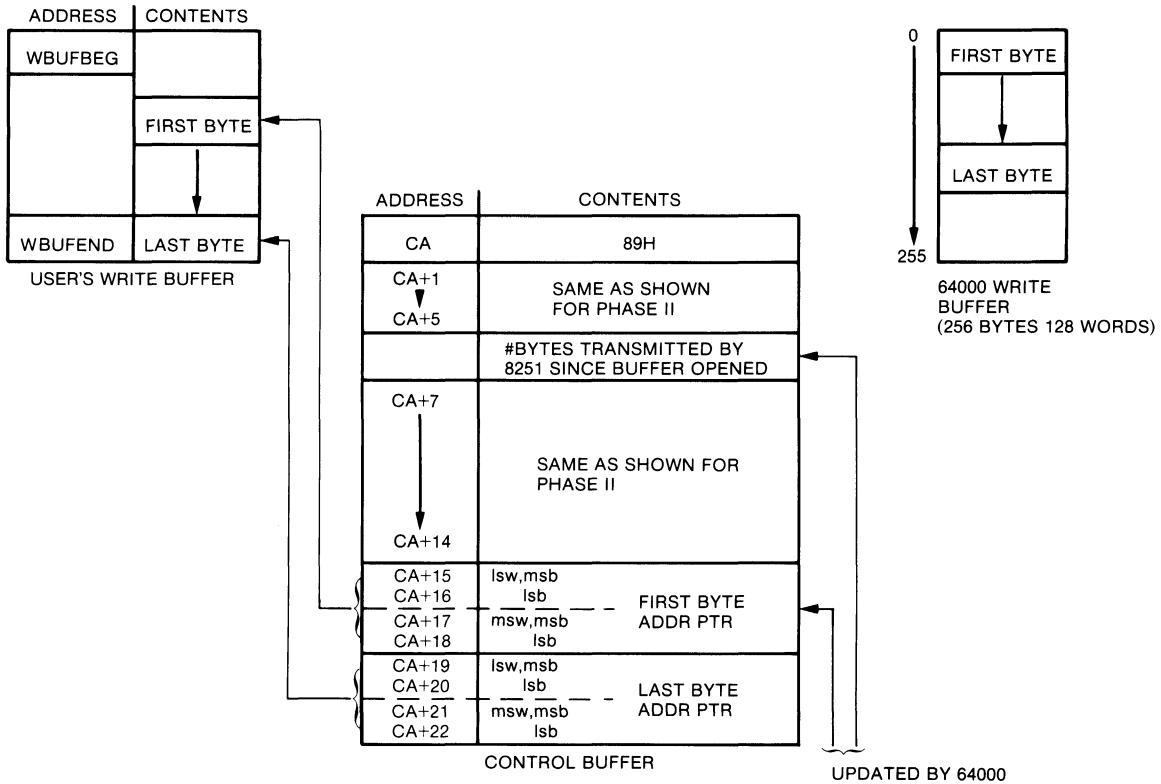 ADDRESS CONTENTS
WBUFBEG
FIRST BYTE
WBUFEND LAST BYTE
USER'S WRITE BUFFER
0
FIRST BYTE
LAST BYTE
255
64000 WRITE
BUFFER
(256 BYTES 128 WORDS)
ADDRESS CONTENTS
CA 89H
CA+1
CA+5
SAME AS SHOWN
FOR PHASE II
#BYTES TRANSMITTED BY
8251 SINCE BUFFER OPENED
CA+7
SAME AS SHOWN FOR
PHASE II
CA+14
CA+15 lsw,msb
CA+16 lsb
CA+17 msw,msb
CA+18 lsb
FIRST BYTE
ADDR PTR
CA+19 lsw,msb
CA+20 lsb
CA+21 msw,msb
CA+22 lsb
LAST BYTE
ADDR PTR
CONTROL BUFFER
UPDATED BY 64000